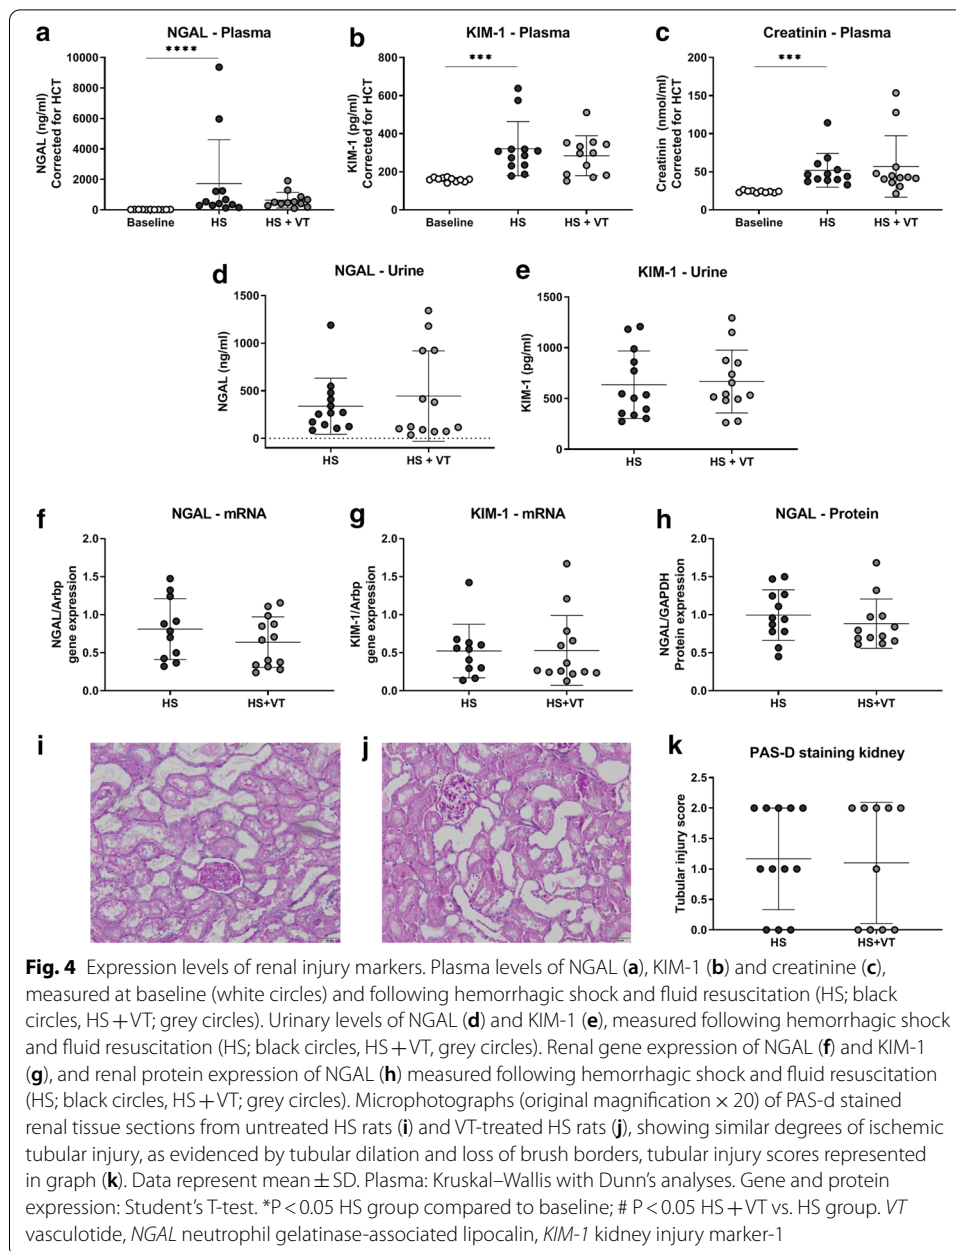 a
NGAL - Plasma
****
NGAL (ng/ml)
Corrected for HCT
10000
8000
6000
4000
2000
0
Baseline
HS
HS + VT
b
KIM-1 - Plasma
***
KIM-1 (pg/ml)
Corrected for HCT
800
600
400
200
0
Baseline
HS
HS + VT
c
Creatinin - Plasma
***
Creatinin (nmol/ml)
Corrected for HCT
200
150
100
50
0
Baseline
HS
HS + VT
d
NGAL - Urine
NGAL (ng/ml)
1500
1000
500
0
HS
HS + VT
e
KIM-1 - Urine
KIM-1 (pg/ml)
1500
1000
500
0
HS
HS + VT
f
NGAL - mRNA
NGAL/Arbp
gene expression
2.0
1.5
1.0
0.5
0.0
HS
HS+VT
g
KIM-1 - mRNA
KIM-1/Arbp
gene expression
2.0
1.5
1.0
0.5
0.0
HS
HS+VT
h
NGAL - Protein
NGAL/GAPDH
Protein expression
2.0
1.5
1.0
0.5
0.0
HS
HS+VT
i
j
k
PAS-D staining kidney
Tubular injury score
2.5
2.0
1.5
1.0
0.5
0.0
HS
HS+VT
Fig. 4 Expression levels of renal injury markers. Plasma levels of NGAL (a), KIM-1 (b) and creatinine (c),
measured at baseline (white circles) and following hemorrhagic shock and fluid resuscitation (HS; black
circles, HS + VT; grey circles). Urinary levels of NGAL (d) and KIM-1 (e), measured following hemorrhagic shock
and fluid resuscitation (HS; black circles, HS + VT, grey circles). Renal gene expression of NGAL (f) and KIM-1
(g), and renal protein expression of NGAL (h) measured following hemorrhagic shock and fluid resuscitation
(HS; black circles, HS + VT; grey circles). Microphotographs (original magnification × 20) of PAS-d stained
renal tissue sections from untreated HS rats (i) and VT-treated HS rats (j), showing similar degrees of ischemic
tubular injury, as evidenced by tubular dilation and loss of brush borders, tubular injury scores represented
in graph (k). Data represent mean ± SD. Plasma: Kruskal–Wallis with Dunn's analyses. Gene and protein
expression: Student's T-test. *P < 0.05 HS group compared to baseline; # P < 0.05 HS + VT vs. HS group. VT
vasculotide, NGAL neutrophil gelatinase-associated lipocalin, KIM-1 kidney injury marker-1